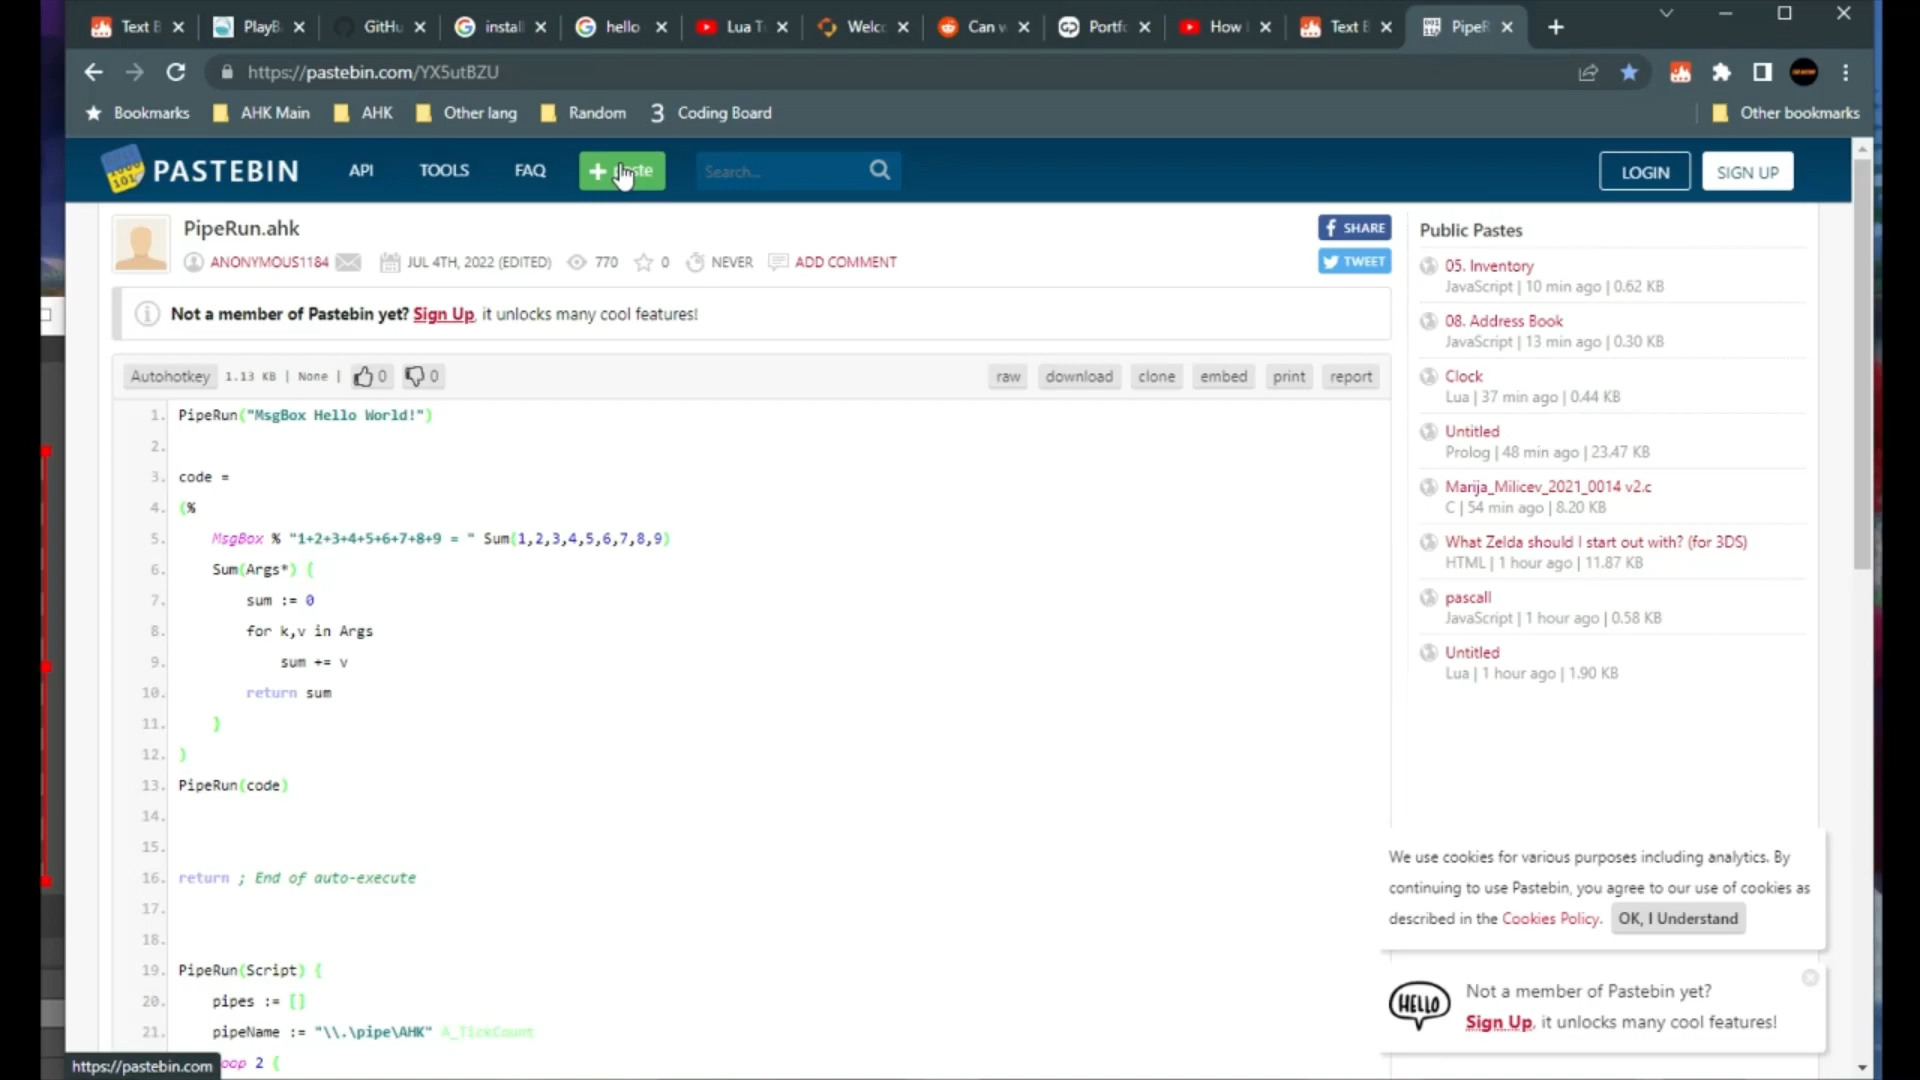 Text E
PlayB
GitHu
instal
hello
Lua T
Welc
Can w
Portfo
How
Text E
PipeR
https://pastebin.com/YX5utBZU
Bookmarks
AHK Main
AHK
Other lang
Random
3 Coding Board
Other bookmarks
PASTEBIN
API
TOOLS
FAQ
Search...
LOGIN
SIGN UP
PipeRun.ahk
ANONYMOUS1184
JUL 4TH, 2022 (EDITED)
770
0
NEVER
ADD COMMENT
SHARE
TWEET
Not a member of Pastebin yet? Sign Up, it unlocks many cool features!
Autohotkey 1.13 KB | None | 0 0
raw
download
clone
embed
print
report
1. PipeRun("MsgBox Hello World!")
2.
3. code =
4. (%
5. MsgBox % "1+2+3+4+5+6+7+8+9 = " Sum(1,2,3,4,5,6,7,8,9)
6. Sum(Args*) {
7. sum := 0
8. for k,v in Args
9. sum += v
10. return sum
11. }
12. )
13. PipeRun(code)
14.
15.
16. return ; End of auto-execute
17.
18.
19. PipeRun(Script) {
20. pipes := []
21. pipeName := "\\.\pipe\AHK" A_TickCount
oop 2 {
https://pastebin.com
Public Pastes
05. Inventory
JavaScript | 10 min ago | 0.62 KB
08. Address Book
JavaScript | 13 min ago | 0.30 KB
Clock
Lua | 37 min ago | 0.44 KB
Untitled
Prolog | 48 min ago | 23.47 KB
Marija_Milicev_2021_0014 v2.c
C | 54 min ago | 8.20 KB
What Zelda should I start out with? (for 3DS)
HTML | 1 hour ago | 11.87 KB
pascall
JavaScript | 1 hour ago | 0.58 KB
Untitled
Lua | 1 hour ago | 1.90 KB
We use cookies for various purposes including analytics. By
continuing to use Pastebin, you agree to our use of cookies as
described in the Cookies Policy. OK, I Understand
HELLO
Not a member of Pastebin yet?
Sign Up, it unlocks many cool features!